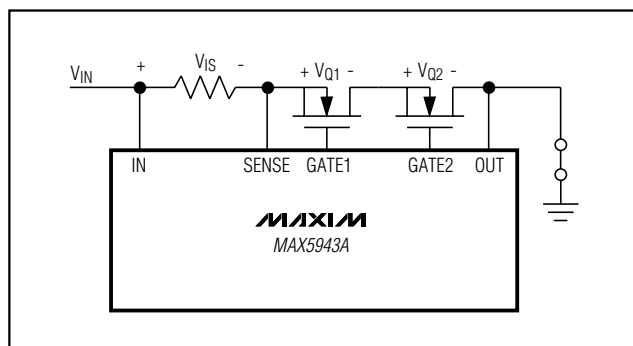 + V_IS - + V_Q1 - + V_Q2 -
V_IN
IN SENSE GATE1 GATE2 OUT
MAXIM
MAX5943A